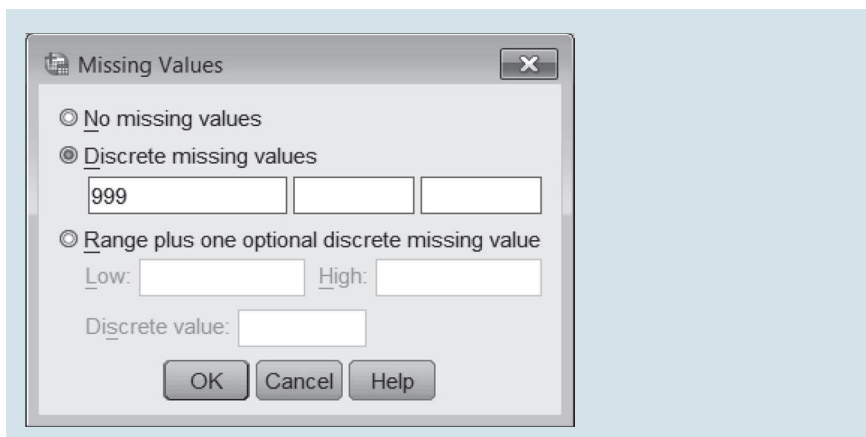 Missing Values
No missing values
Discrete missing values
999
Range plus one optional discrete missing value
Low: High:
Discrete value:
OK Cancel Help